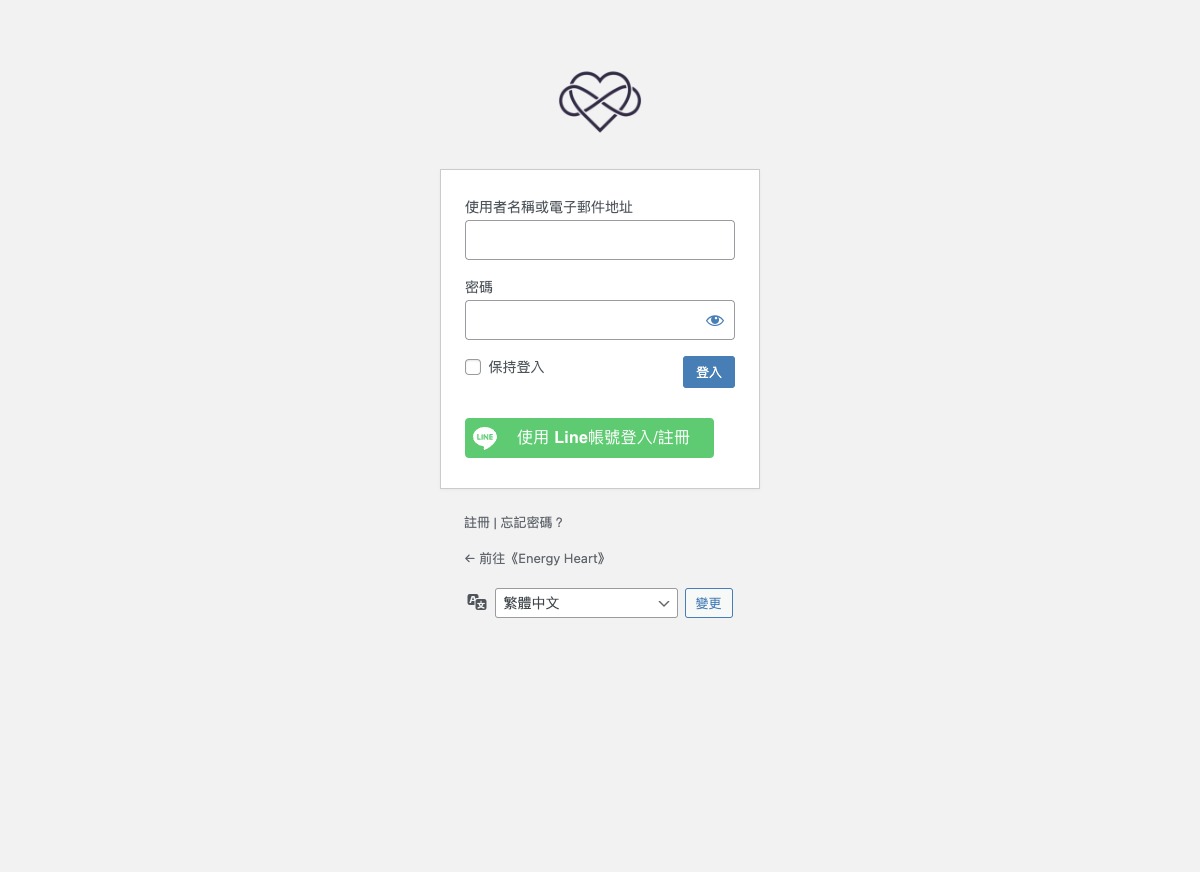 使用者名稱或電子郵件地址
密碼
保持登入
登入
LINE 使用 Line帳號登入/註冊
註冊 | 忘記密碼？
← 前往《Energy Heart》
繁體中文
變更